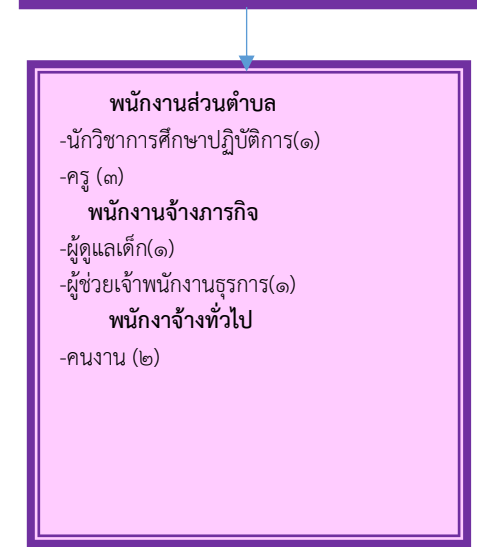 พนักงานส่วนตำบล
-นักวิชาการศึกษาปฏิบัติการ(๑)
-ครู (๓)
พนักงานจ้างภารกิจ
-ผู้ดูแลเด็ก(๑)
-ผู้ช่วยเจ้าพนักงานธุรการ(๑)
พนักงาจ้างทั่วไป
-คนงาน (๒)